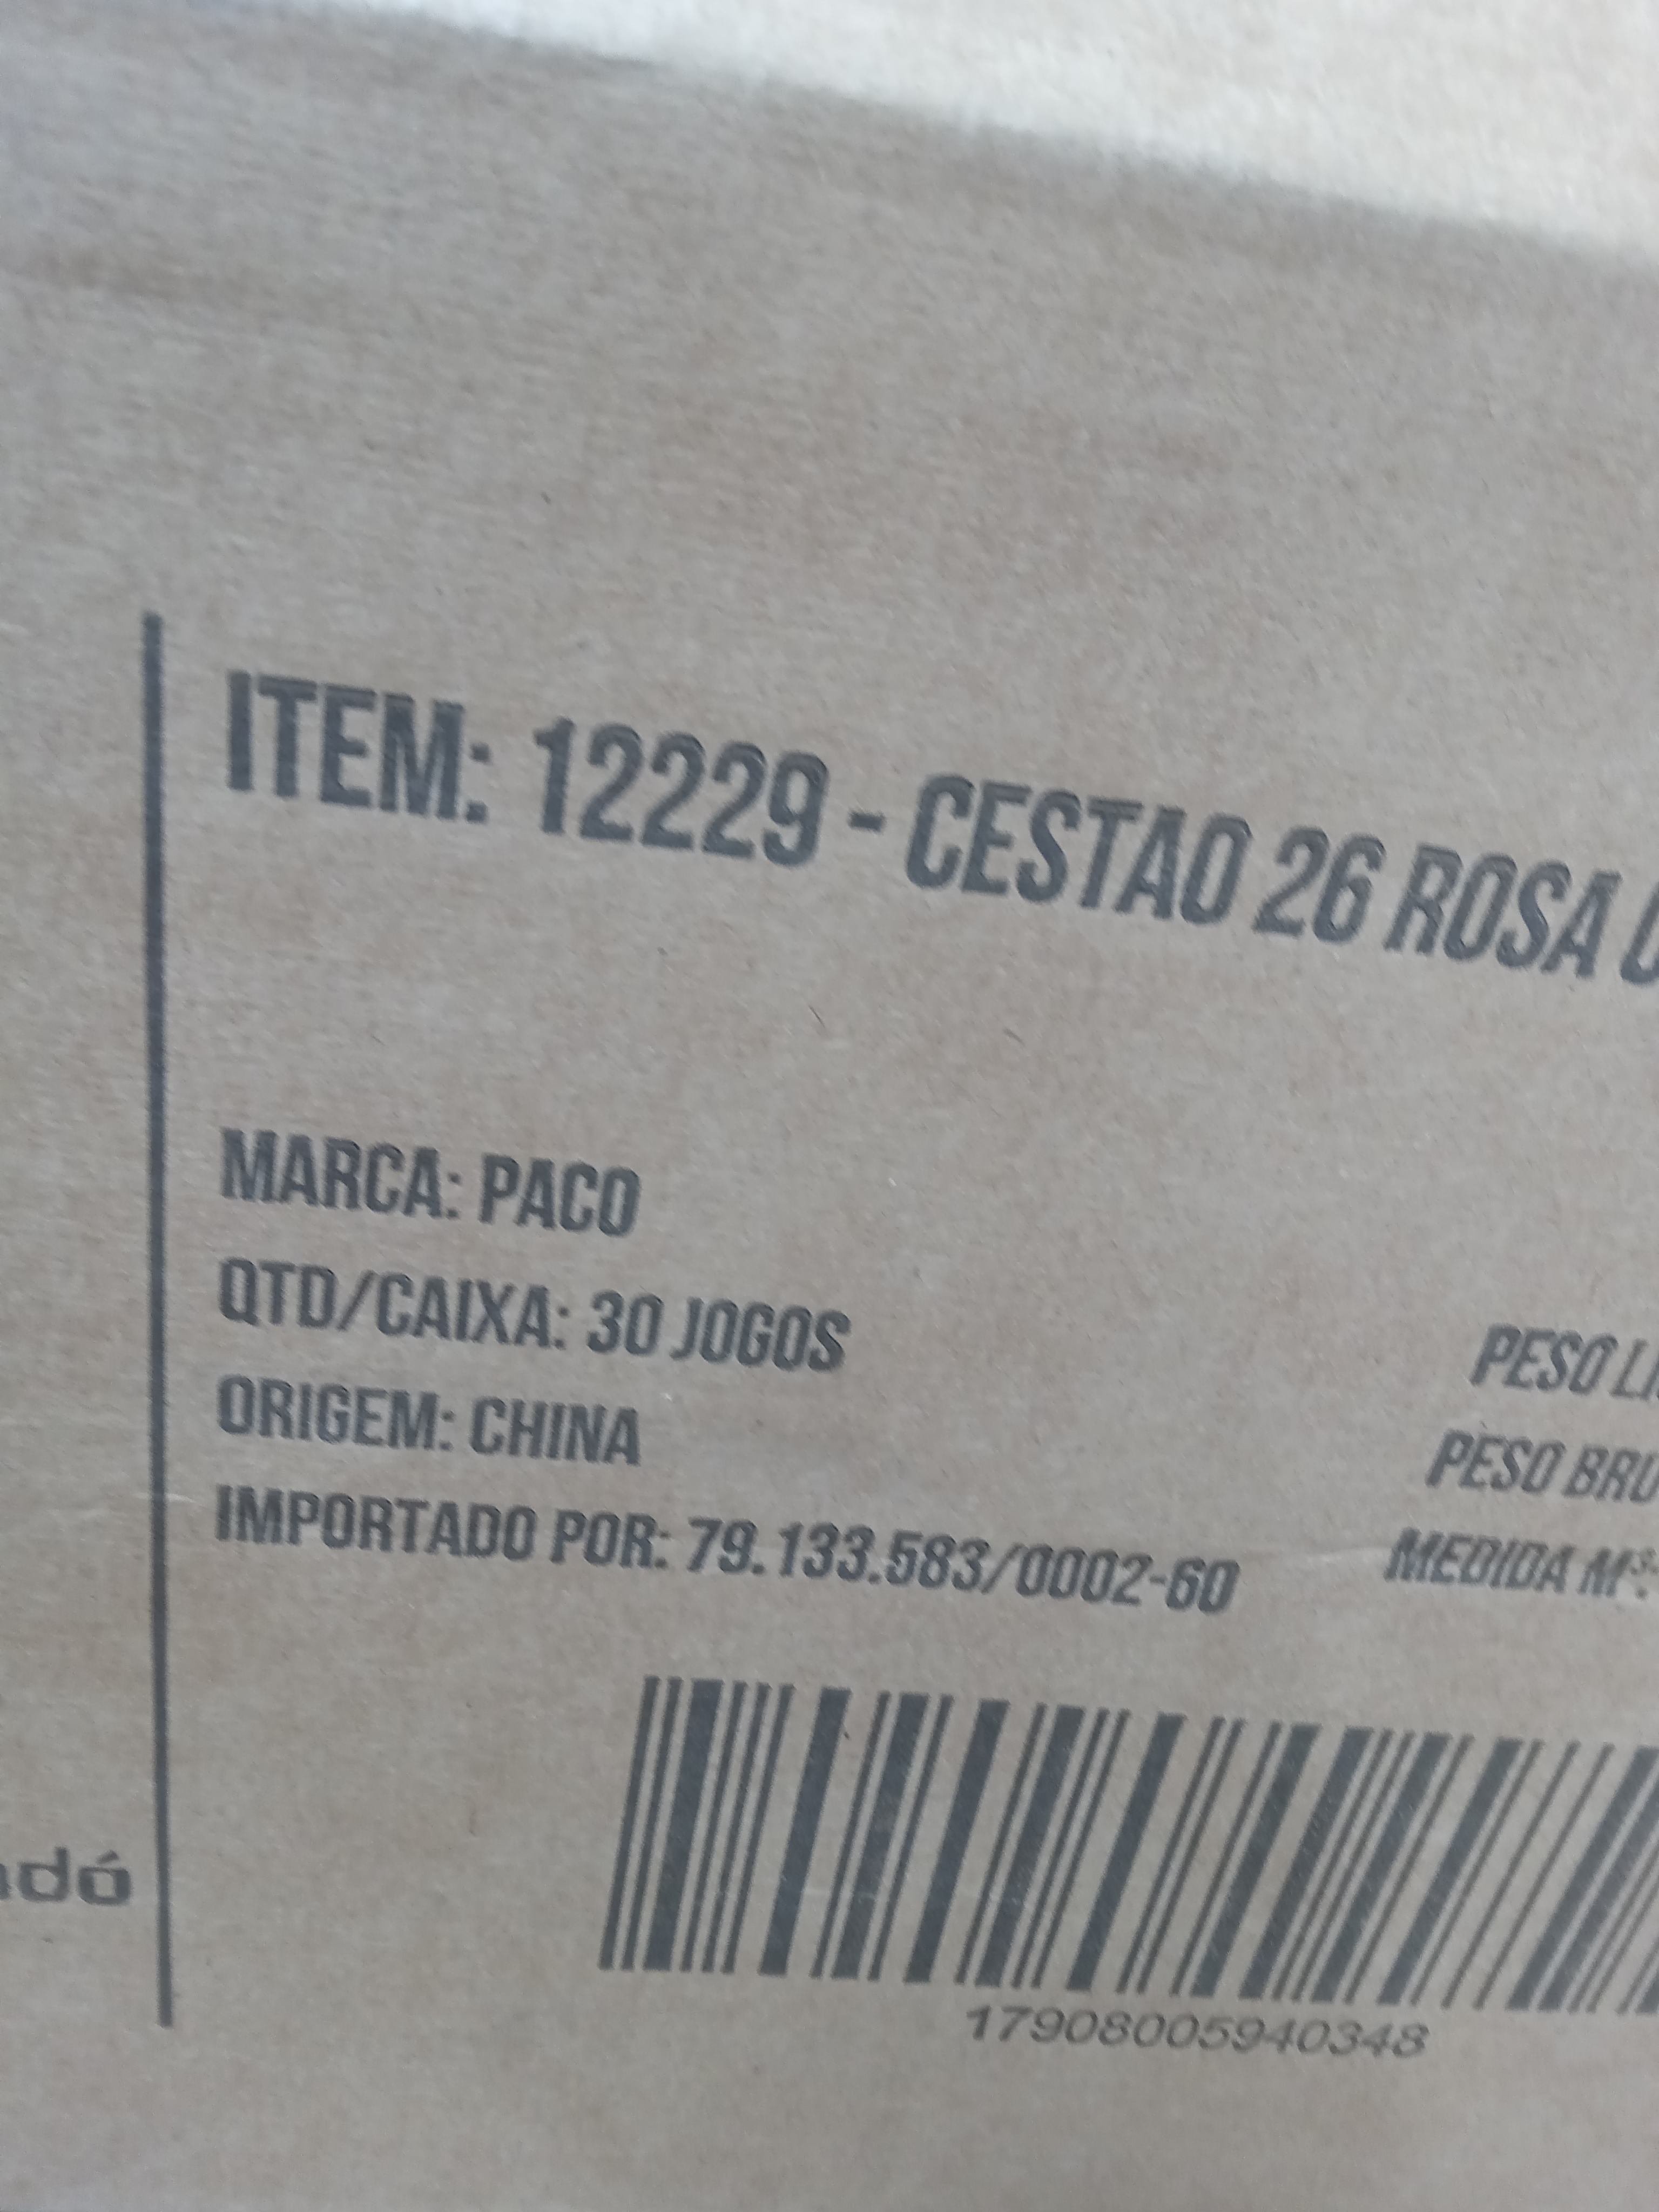 ITEM: 12229 - CESTAO 26 ROSA
MARCA: PACO
QTD/CAIXA: 30 JOGOS
ORIGEM: CHINA
IMPORTADO POR: 79.133.583/0002-60
PESO
PESO
MEDIDA M³:
17908005940348